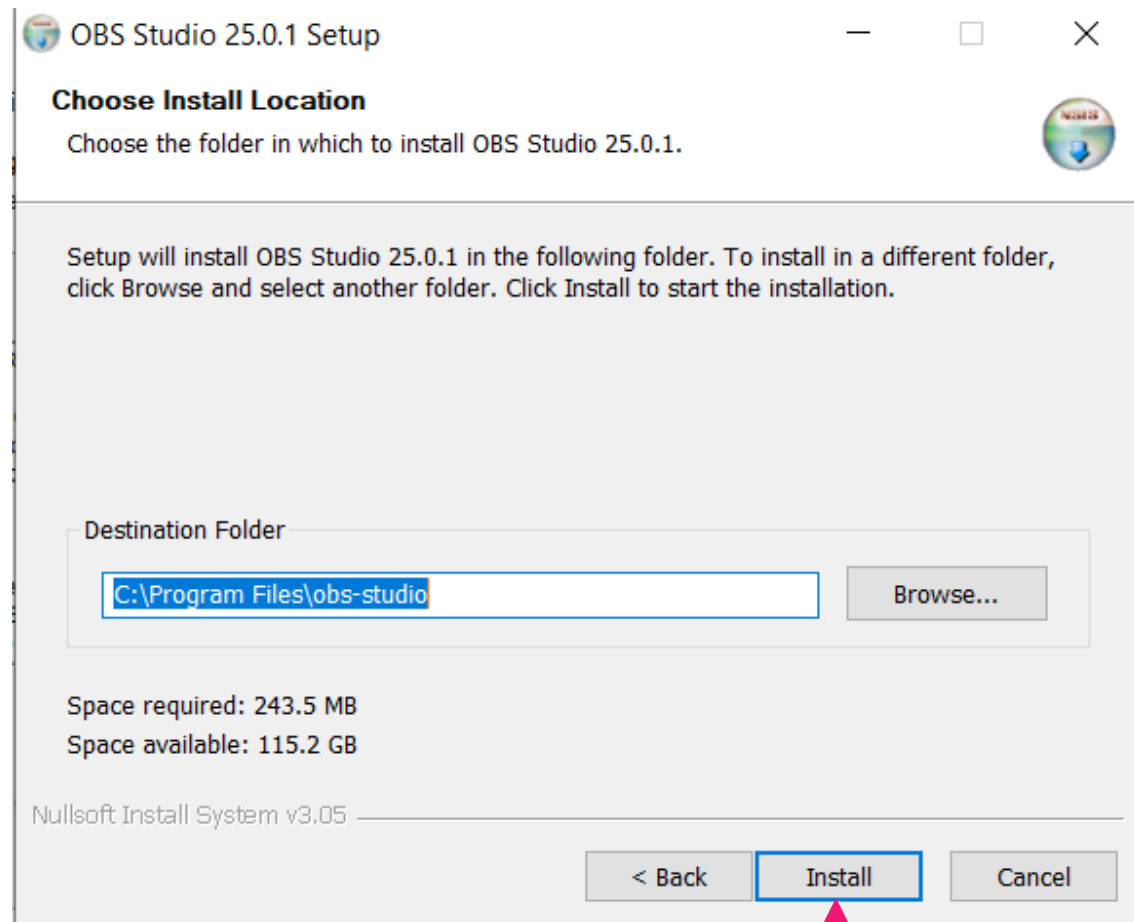 OBS Studio 25.0.1 Setup
Choose Install Location
Choose the folder in which to install OBS Studio 25.0.1.
Setup will install OBS Studio 25.0.1 in the following folder. To install in a different folder,
click Browse and select another folder. Click Install to start the installation.
Destination Folder
C:\Program Files\obs-studio
Browse...
Space required: 243.5 MB
Space available: 115.2 GB
Nullsoft Install System v3.05
< Back
Install
Cancel